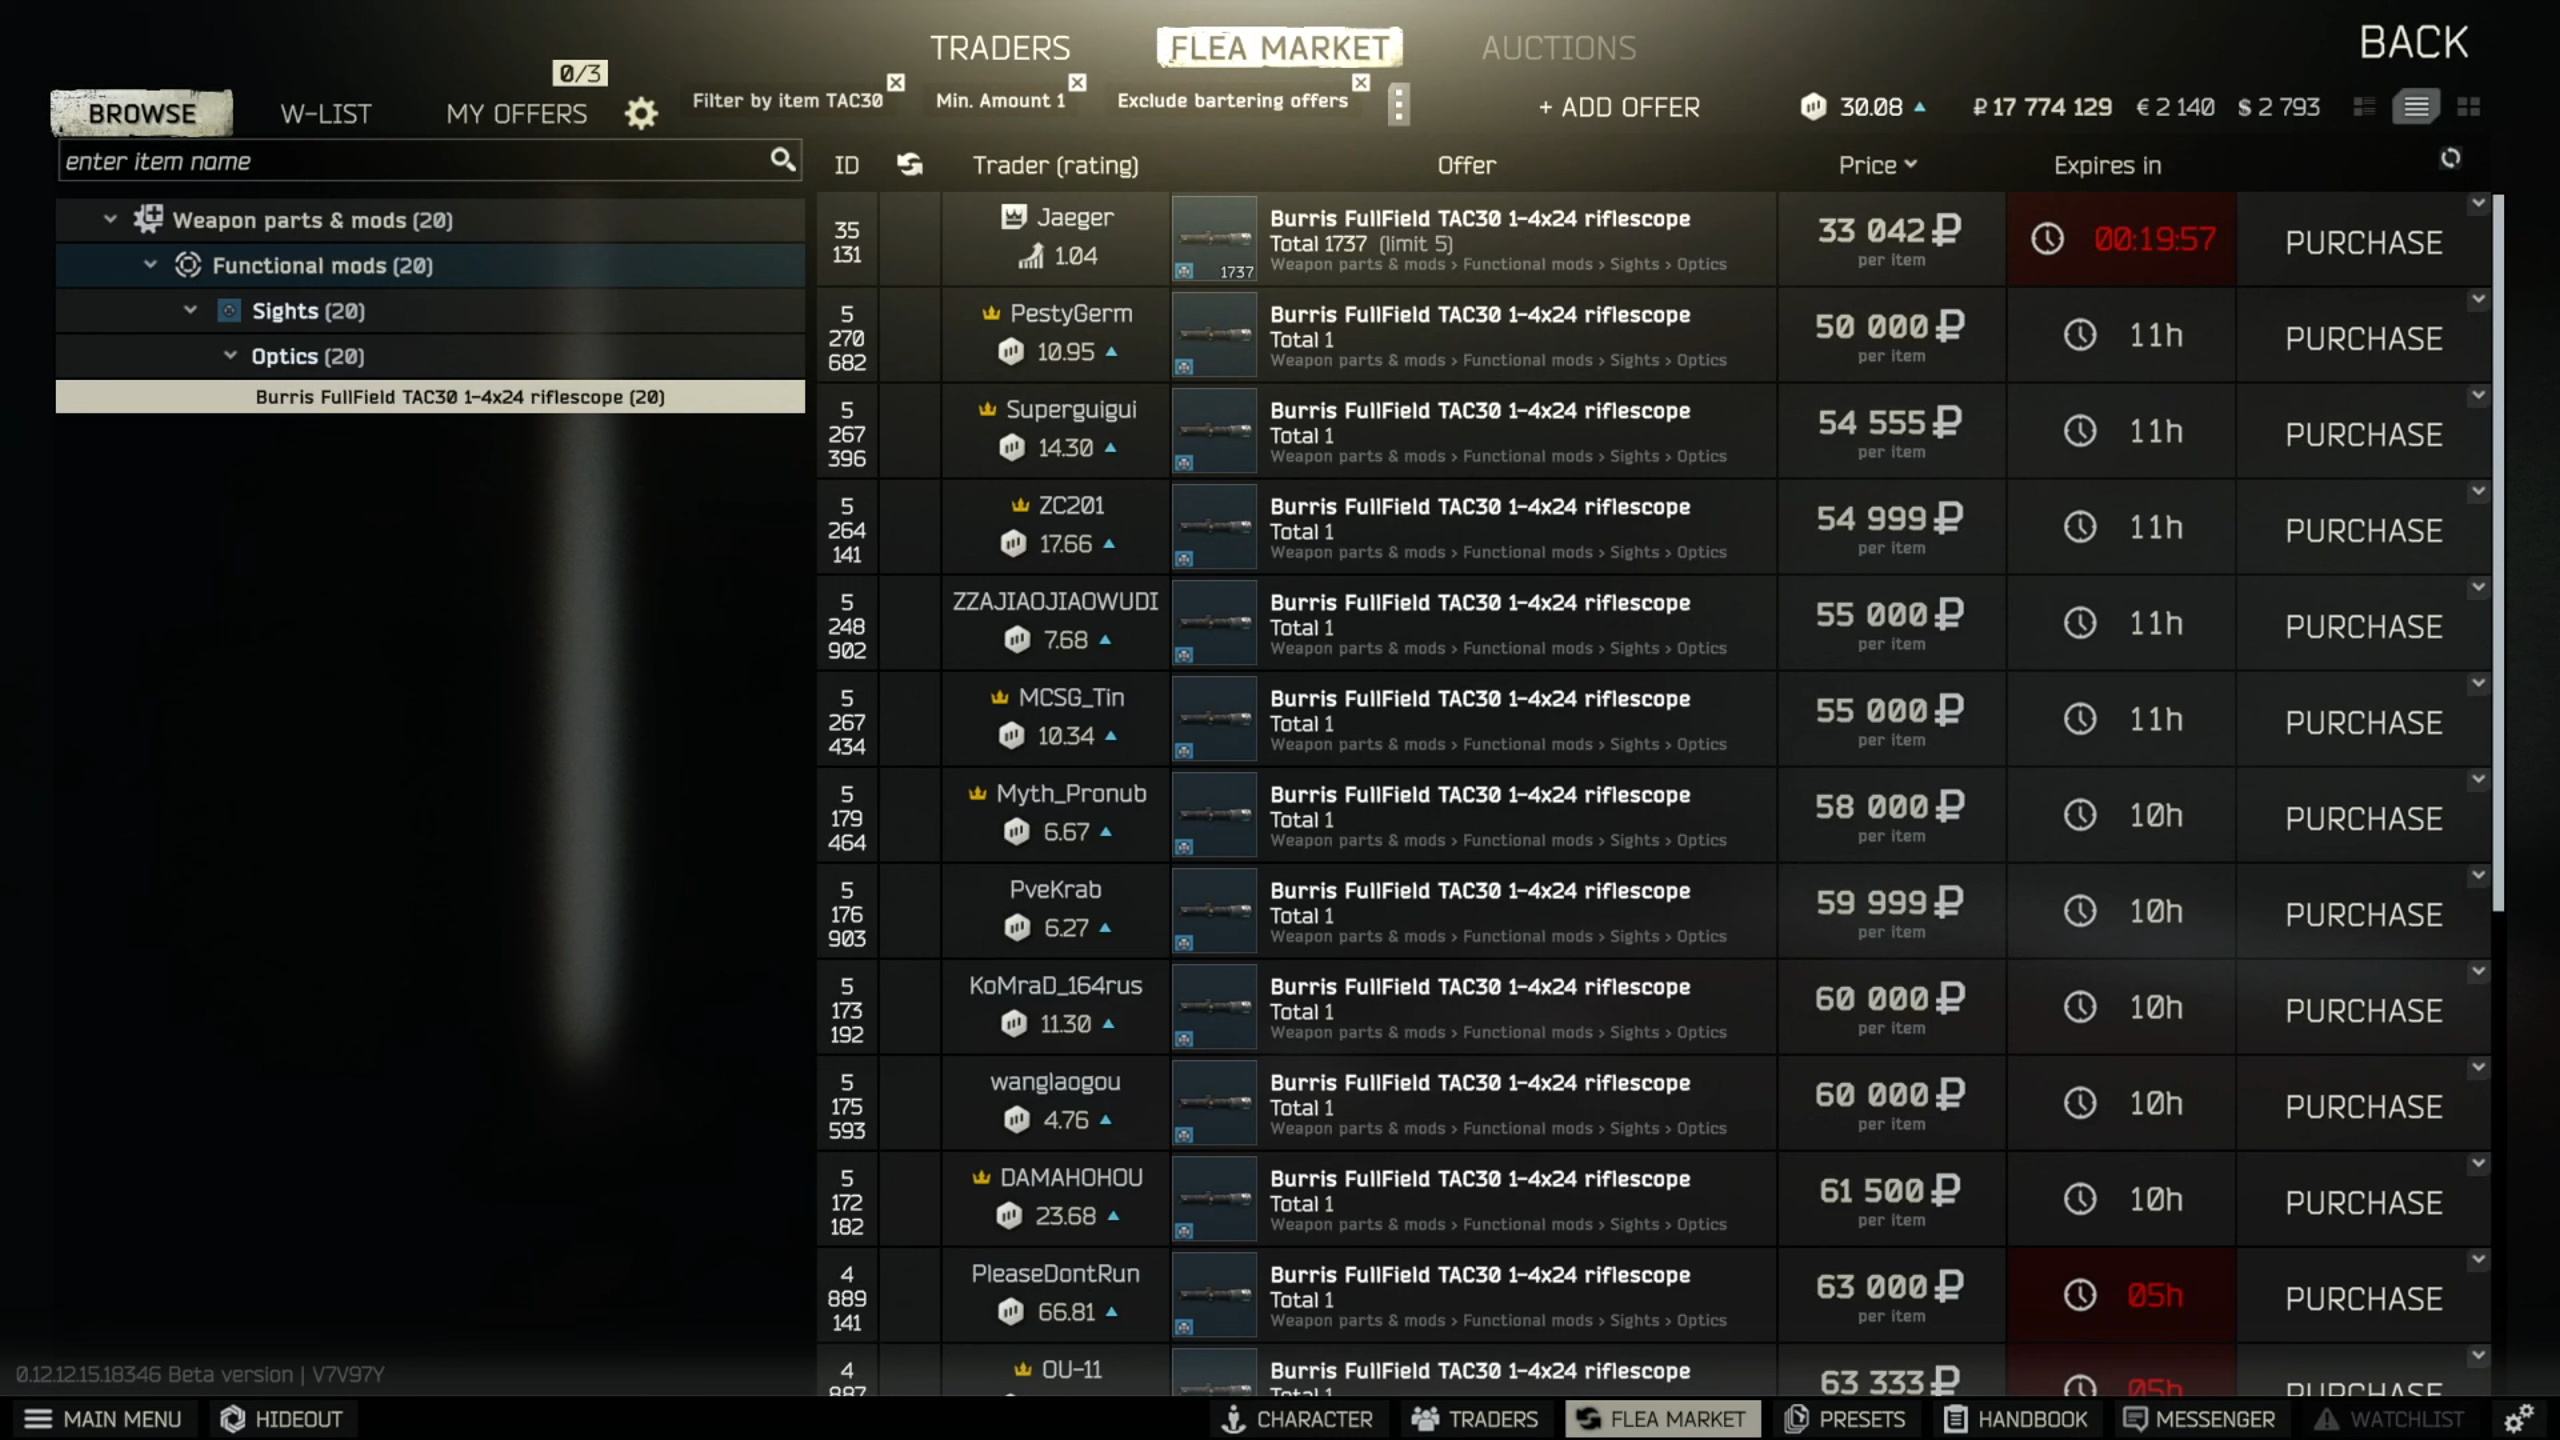 TRADERS
FLEA MARKET
AUCTIONS
BACK
0/3
BROWSE
W-LIST
MY OFFERS
Filter by item TAC30
Min. Amount 1
Exclude bartering offers
+ ADD OFFER
30.08
₽ 17 774 129
€ 2 140
$ 2 793
enter item name
ID
Trader (rating)
Offer
Price
Expires in
Weapon parts & mods (20)
Functional mods (20)
Sights (20)
Optics (20)
Burris FullField TAC30 1-4x24 riflescope (20)
35
131
Jaeger
1.04
1737
Burris FullField TAC30 1-4x24 riflescope
Total 1737 (limit 5)
Weapon parts & mods > Functional mods > Sights > Optics
33 042 ₽
per item
00:19:57
PURCHASE
5
270
682
PestyGerm
10.95
Burris FullField TAC30 1-4x24 riflescope
Total 1
Weapon parts & mods > Functional mods > Sights > Optics
50 000 ₽
per item
11h
PURCHASE
5
267
396
Superguigui
14.30
Burris FullField TAC30 1-4x24 riflescope
Total 1
Weapon parts & mods > Functional mods > Sights > Optics
54 555 ₽
per item
11h
PURCHASE
5
264
141
ZC201
17.66
Burris FullField TAC30 1-4x24 riflescope
Total 1
Weapon parts & mods > Functional mods > Sights > Optics
54 999 ₽
per item
11h
PURCHASE
5
248
902
ZZAJIAOJIAOWUDI
7.68
Burris FullField TAC30 1-4x24 riflescope
Total 1
Weapon parts & mods > Functional mods > Sights > Optics
55 000 ₽
per item
11h
PURCHASE
5
267
434
MCSG_Tin
10.34
Burris FullField TAC30 1-4x24 riflescope
Total 1
Weapon parts & mods > Functional mods > Sights > Optics
55 000 ₽
per item
11h
PURCHASE
5
179
464
Myth_Pronub
6.67
Burris FullField TAC30 1-4x24 riflescope
Total 1
Weapon parts & mods > Functional mods > Sights > Optics
58 000 ₽
per item
10h
PURCHASE
5
176
903
PveKrab
6.27
Burris FullField TAC30 1-4x24 riflescope
Total 1
Weapon parts & mods > Functional mods > Sights > Optics
59 999 ₽
per item
10h
PURCHASE
5
173
192
KoMraD_164rus
11.30
Burris FullField TAC30 1-4x24 riflescope
Total 1
Weapon parts & mods > Functional mods > Sights > Optics
60 000 ₽
per item
10h
PURCHASE
5
175
593
wanglaogou
4.76
Burris FullField TAC30 1-4x24 riflescope
Total 1
Weapon parts & mods > Functional mods > Sights > Optics
60 000 ₽
per item
10h
PURCHASE
5
172
182
DAMAHOHOU
23.68
Burris FullField TAC30 1-4x24 riflescope
Total 1
Weapon parts & mods > Functional mods > Sights > Optics
61 500 ₽
per item
10h
PURCHASE
4
889
141
PleaseDontRun
66.81
Burris FullField TAC30 1-4x24 riflescope
Total 1
Weapon parts & mods > Functional mods > Sights > Optics
63 000 ₽
per item
05h
PURCHASE
4
887
OU-11
Burris FullField TAC30 1-4x24 riflescope
Total 1
63 333 ₽
05h
PURCHASE
0.12.12.15.18346 Beta version | V7V97Y
MAIN MENU
HIDEOUT
CHARACTER
TRADERS
FLEA MARKET
PRESETS
HANDBOOK
MESSENGER
WATCHLIST